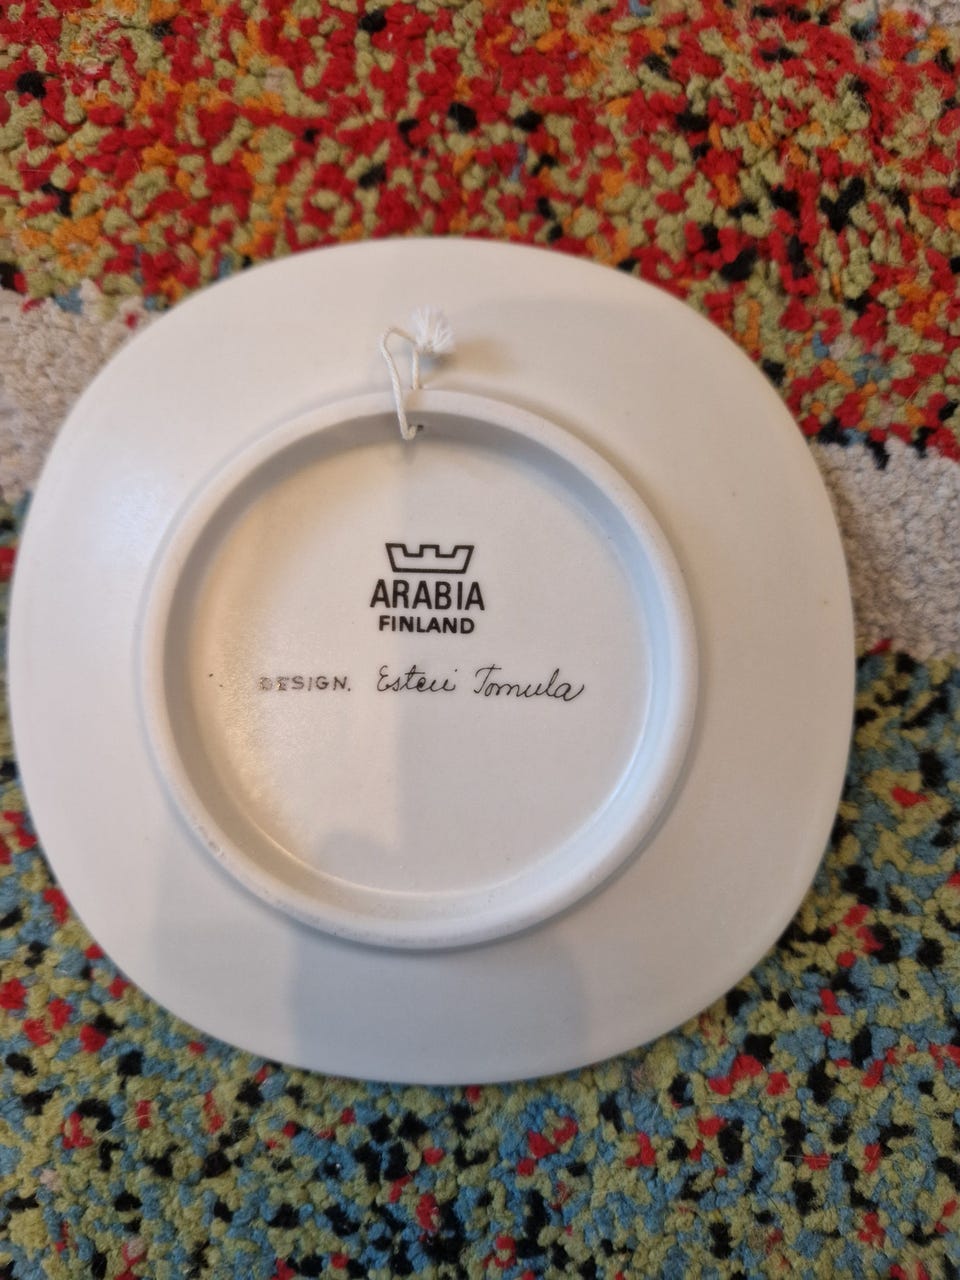 ARABIA
FINLAND
DESIGN. Esteri Tomula